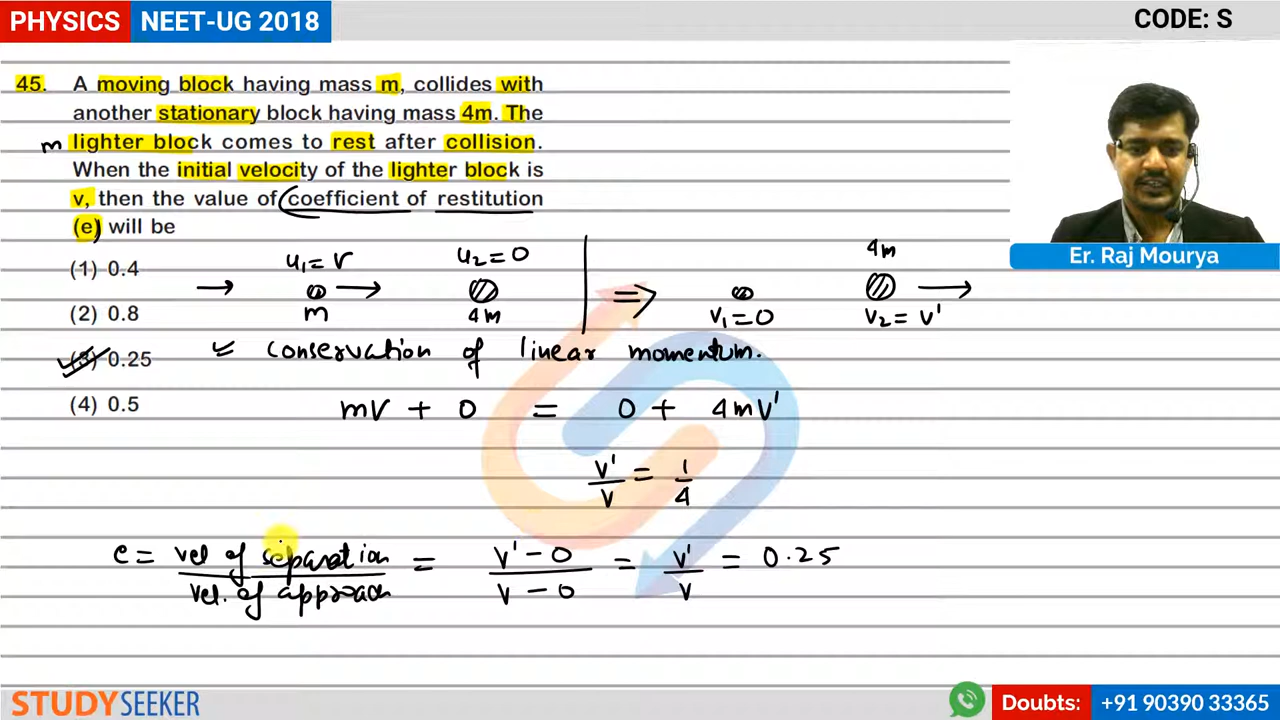 PHYSICS NEET-UG 2018
CODE: S
45. A moving block having mass m, collides with
another stationary block having mass 4m. The
m lighter block comes to rest after collision.
When the initial velocity of the lighter block is
v, then the value of coefficient of restitution
(e) will be
Er. Raj Mourya
(1) 0.4
(2) 0.8
(3) 0.25
(4) 0.5
u₁= v u₂= 0 4m
m 4m ⇒ v₁=0 v₂= v'
conservation of linear momentum.
mv + 0 = 0 + 4mv'
v'/v = 1/4
e = vel of separation / vel. of approach = v'-0 / v-0 = v'/v = 0.25
STUDYSEEKER
Doubts: +91 90390 33365